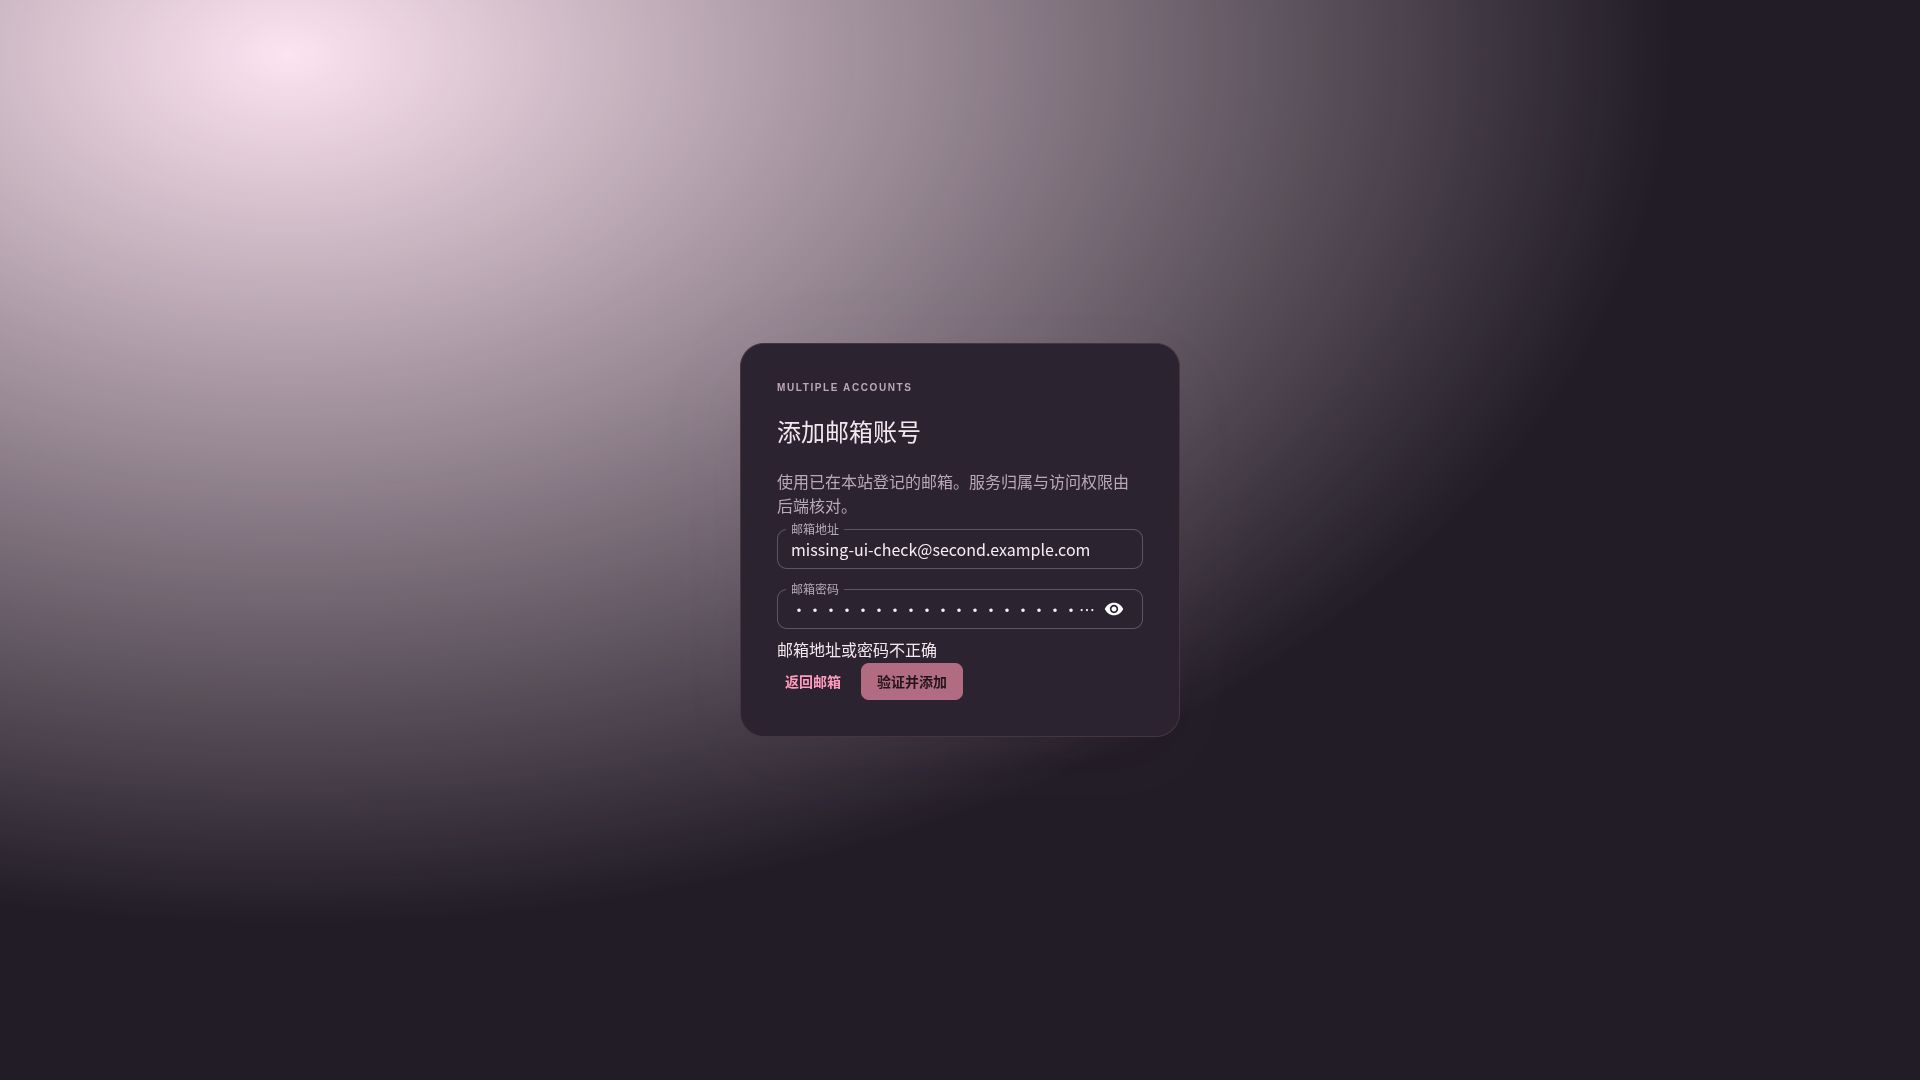 MULTIPLE ACCOUNTS
添加邮箱账号
使用已在本站登记的邮箱。服务归属与访问权限由
后端核对。
邮箱地址
missing-ui-check@second.example.com
邮箱密码
邮箱地址或密码不正确
返回邮箱
验证并添加